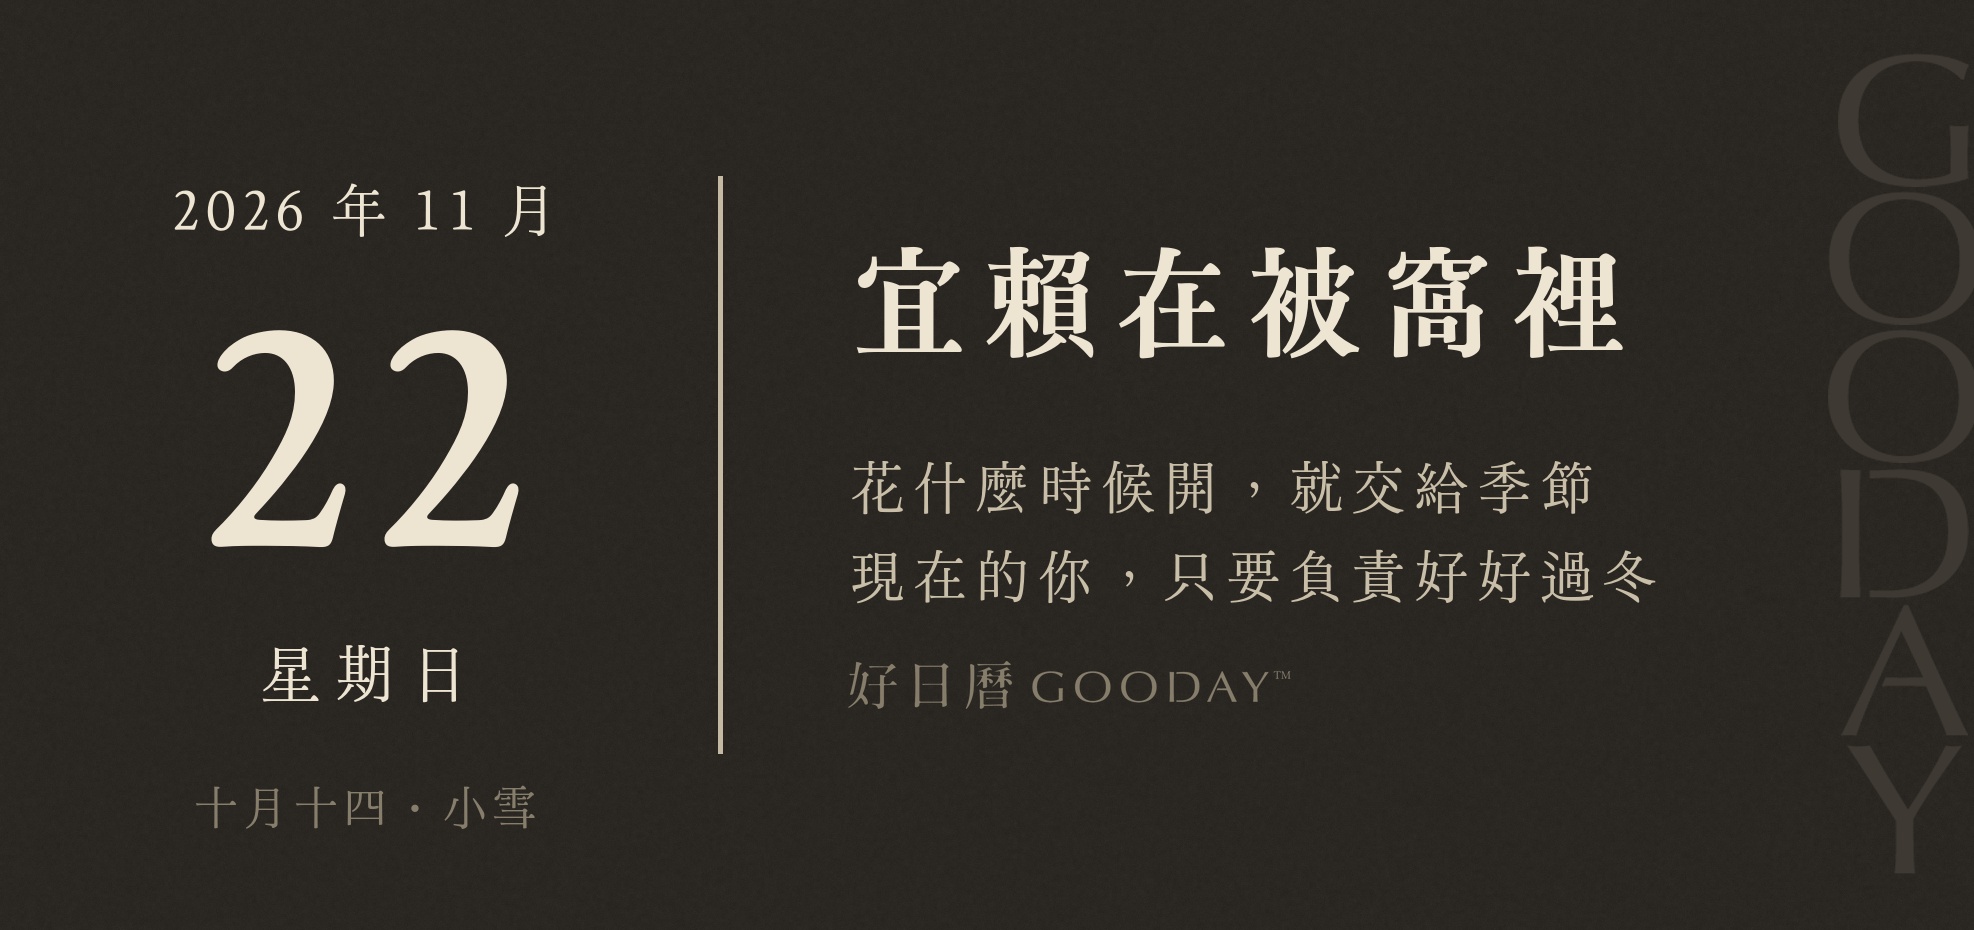 2026 年 11 月
22
星期日
十月十四・小雪
宜賴在被窩裡
花什麼時候開，就交給季節
現在的你，只要負責好好過冬
好日曆 GOODAY™
GOODAY